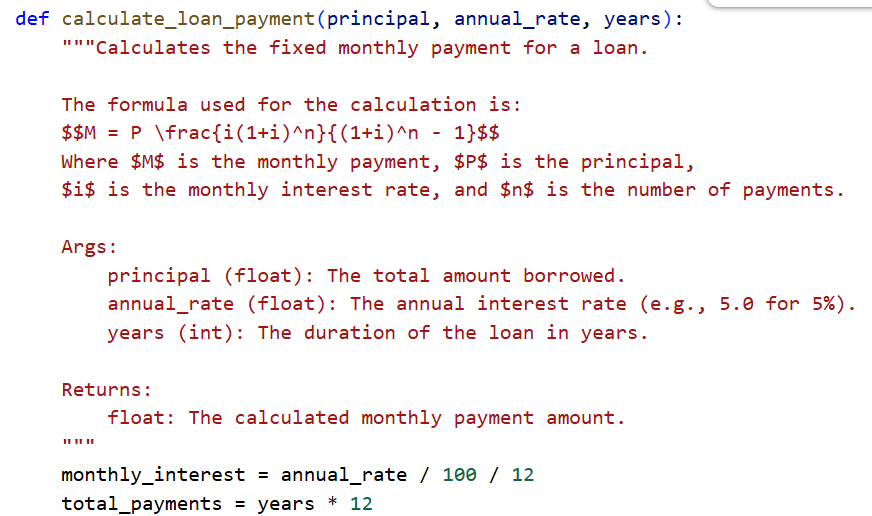 def calculate_loan_payment(principal, annual_rate, years):
    """Calculates the fixed monthly payment for a loan.

    The formula used for the calculation is:
    $$M = P \frac{i(1+i)^n}{(1+i)^n - 1}$$
    Where $M$ is the monthly payment, $P$ is the principal,
    $i$ is the monthly interest rate, and $n$ is the number of payments.

    Args:
        principal (float): The total amount borrowed.
        annual_rate (float): The annual interest rate (e.g., 5.0 for 5%).
        years (int): The duration of the loan in years.

    Returns:
        float: The calculated monthly payment amount.
    """
    monthly_interest = annual_rate / 100 / 12
    total_payments = years * 12